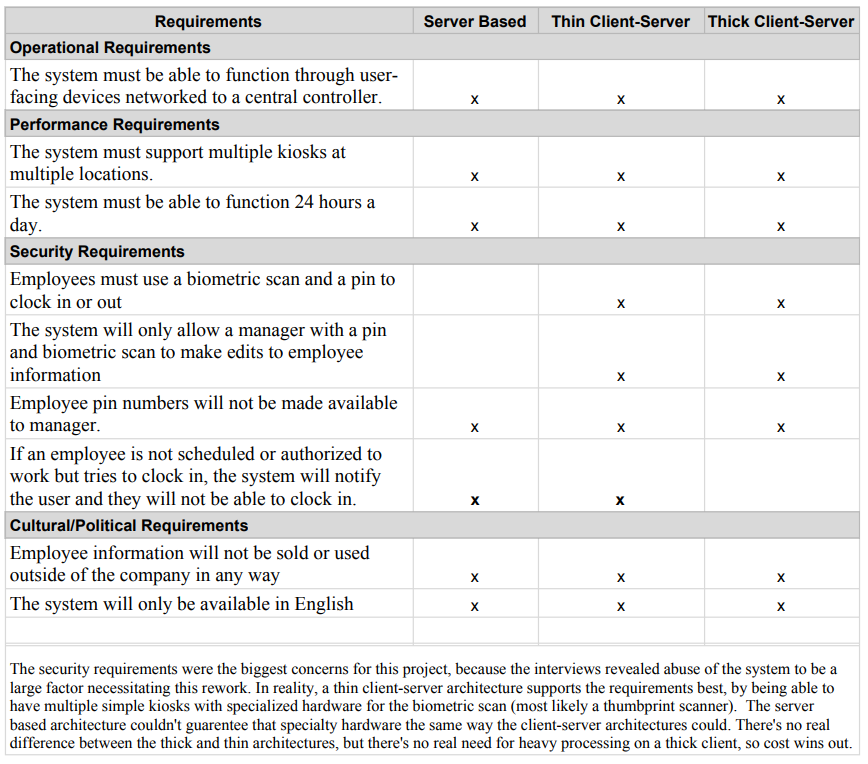 Requirements Server Based Thin Client-Server Thick Client-Server
Operational Requirements
The system must be able to function through user-
facing devices networked to a central controller. x x x
Performance Requirements
The system must support multiple kiosks at
multiple locations. x x x
The system must be able to function 24 hours a
day. x x x
Security Requirements
Employees must use a biometric scan and a pin to
clock in or out x x
The system will only allow a manager with a pin
and biometric scan to make edits to employee
information x x
Employee pin numbers will not be made available
to manager. x x x
If an employee is not scheduled or authorized to
work but tries to clock in, the system will notify
the user and they will not be able to clock in. x x
Cultural/Political Requirements
Employee information will not be sold or used
outside of the company in any way x x x
The system will only be available in English x x x
The security requirements were the biggest concerns for this project, because the interviews revealed abuse of the system to be a
large factor necessitating this rework. In reality, a thin client-server architecture supports the requirements best, by being able to
have multiple simple kiosks with specialized hardware for the biometric scan (most likely a thumbprint scanner). The server
based architecture couldn't guarentee that specialty hardware the same way the client-server architectures could. There's no real
difference between the thick and thin architectures, but there's no real need for heavy processing on a thick client, so cost wins out.